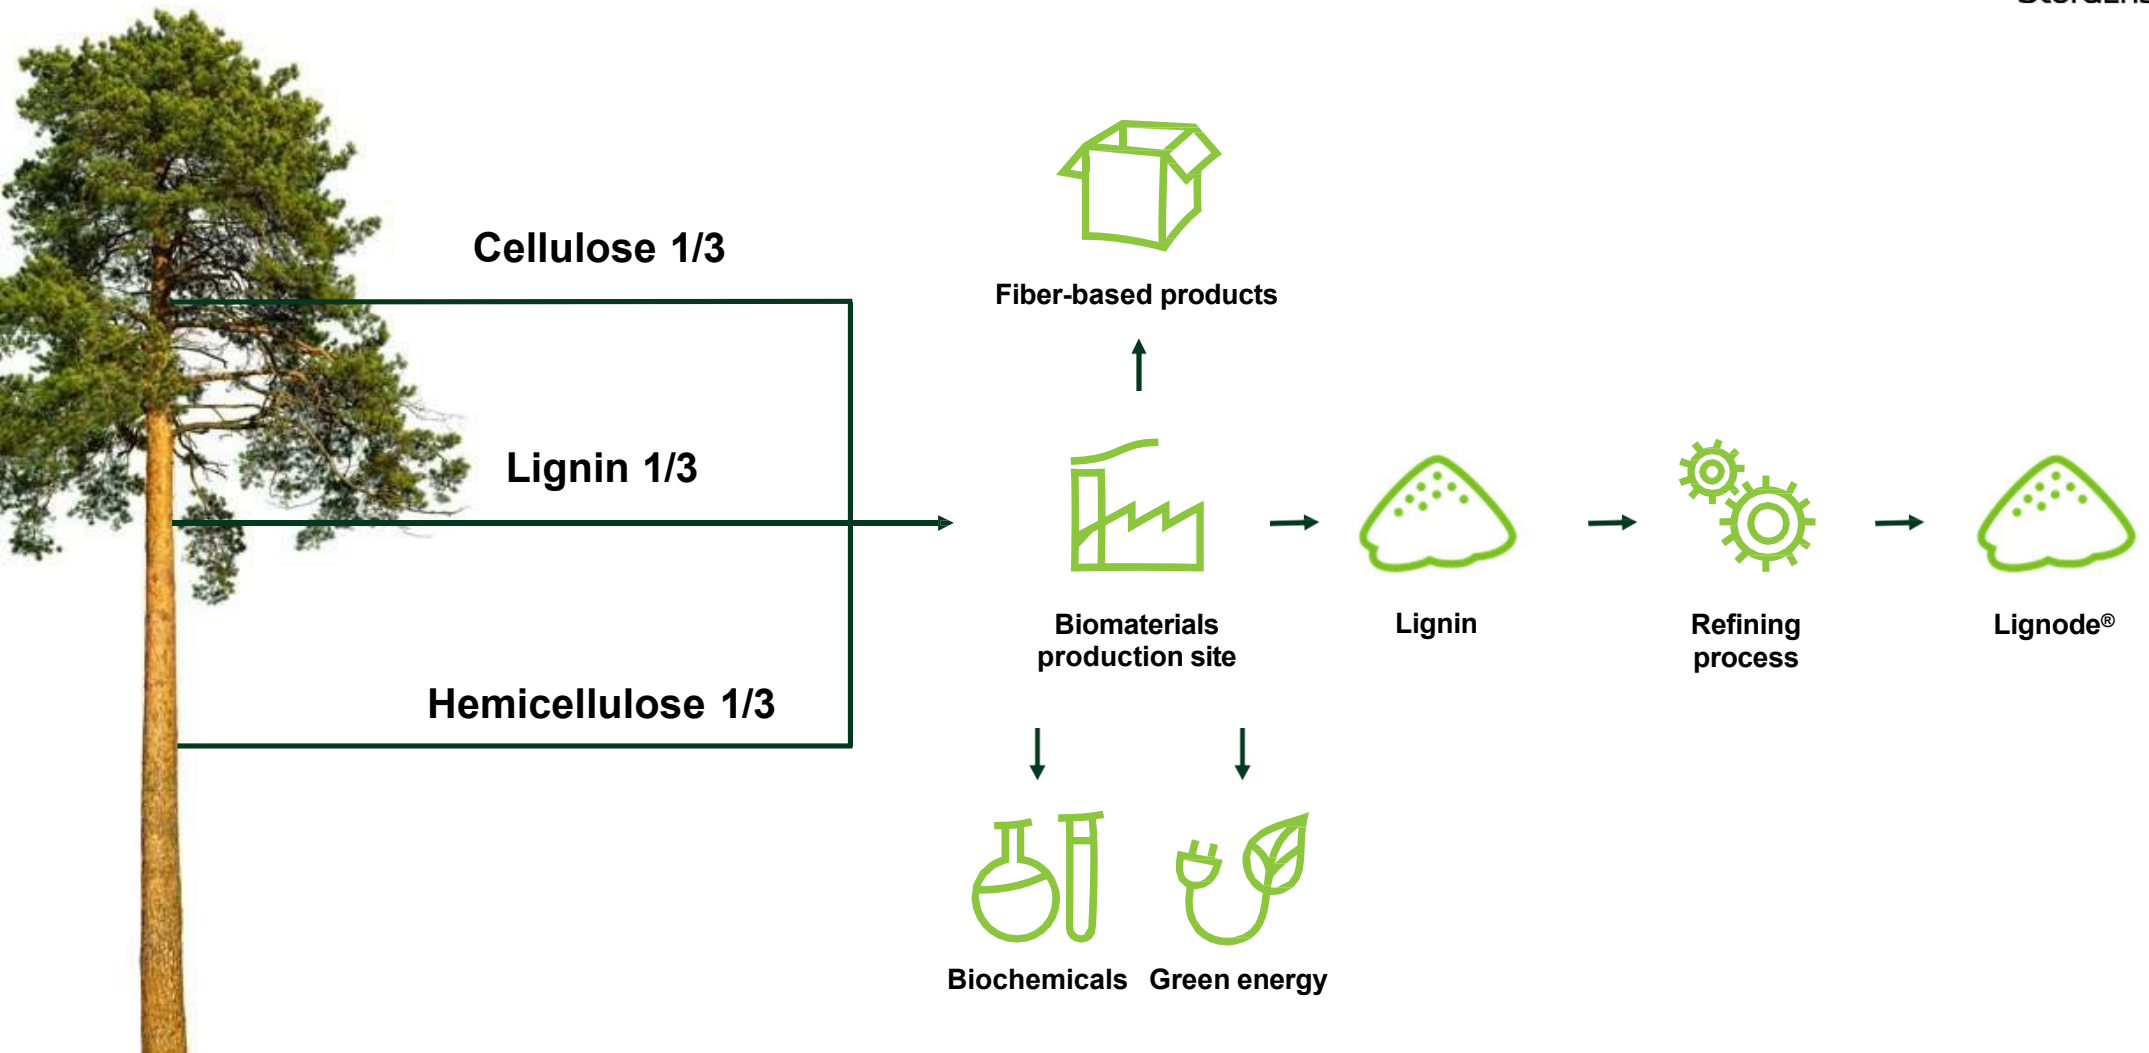 Cellulose 1/3
Fiber-based products
Lignin 1/3
Hemicellulose 1/3
Biomaterials
production site
Lignin
Refining
process
Lignode®
Biochemicals
Green energy